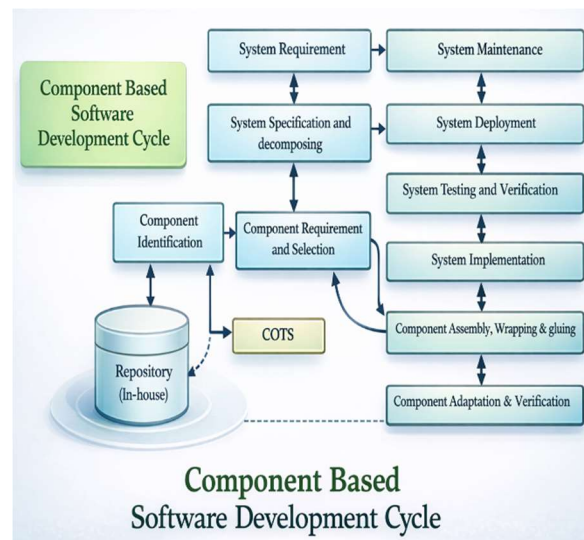 System Requirement
System Maintenance
Component Based
Software
Development Cycle
System Specification and
decomposing
System Deployment
System Testing and Verification
Component
Identification
Component Requirement
and Selection
System Implementation
COTS
Component Assembly, Wrapping & gluing
Repository
(In-house)
Component Adaptation & Verification
Component Based
Software Development Cycle